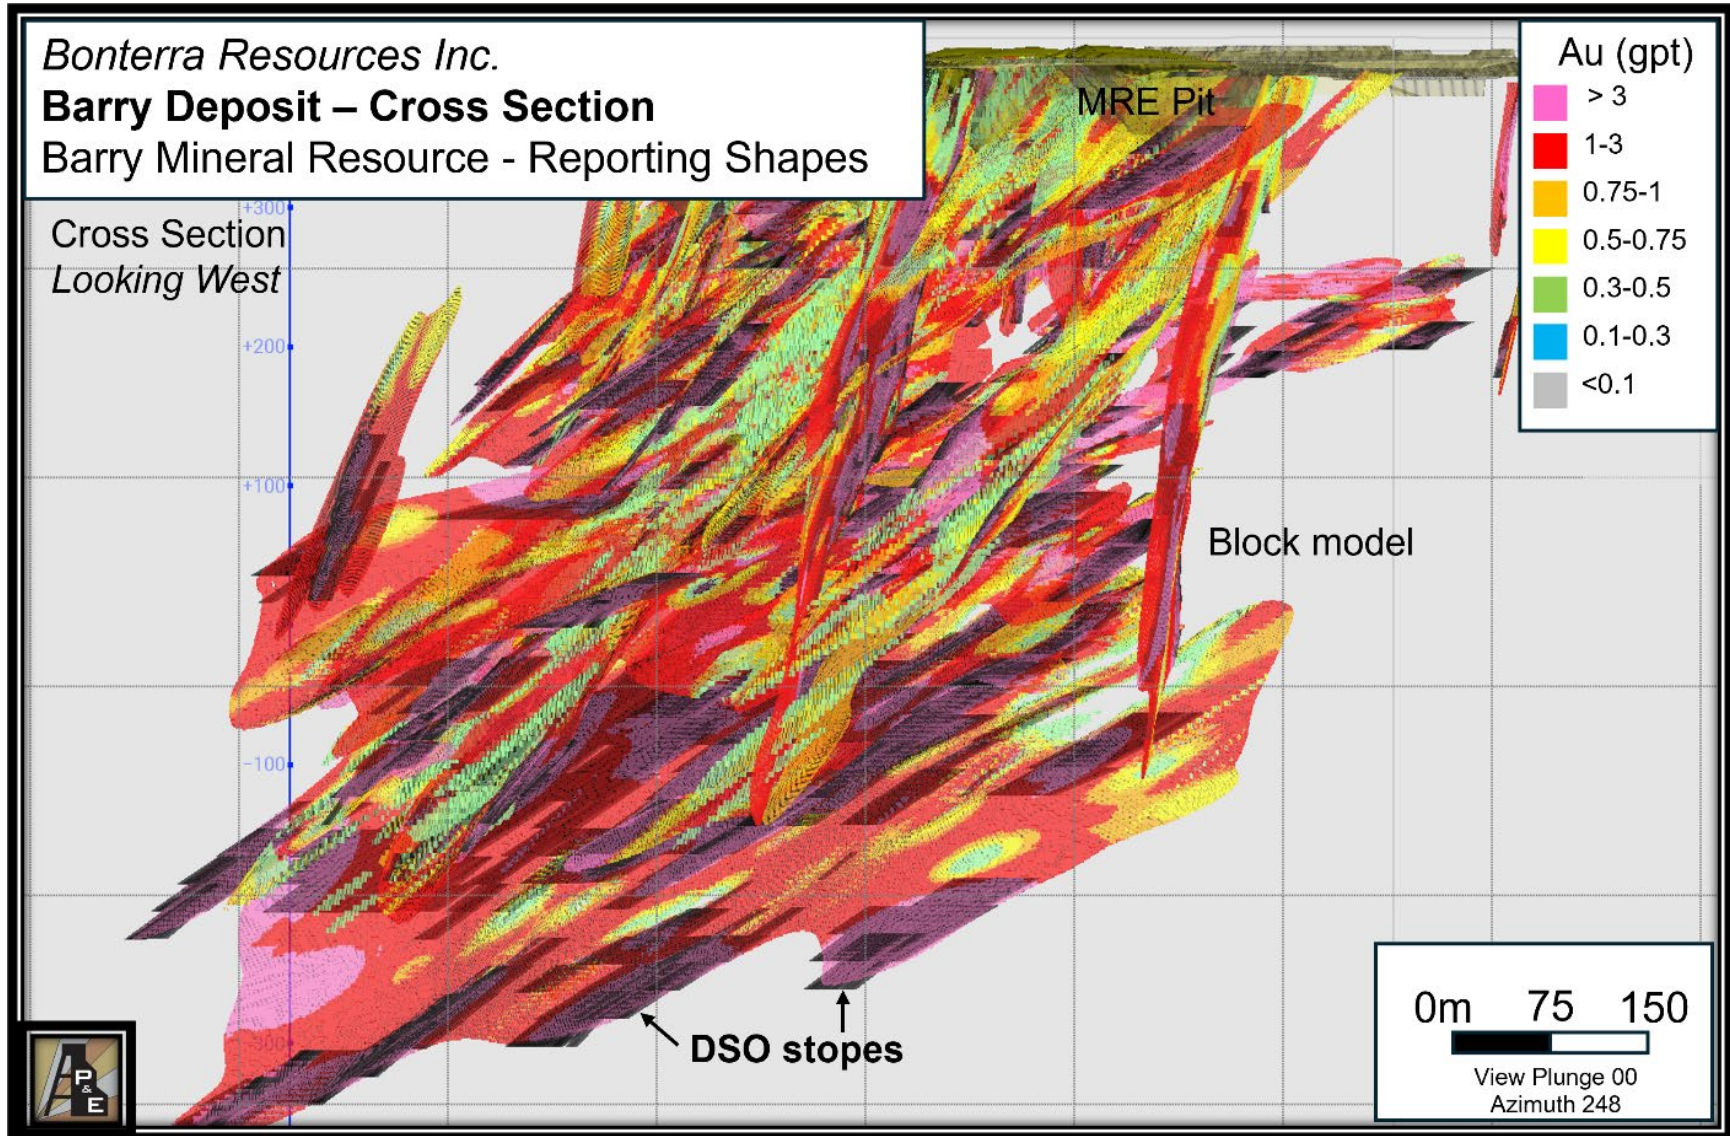 Bonterra Resources Inc.
Barry Deposit – Cross Section
Barry Mineral Resource - Reporting Shapes
Cross Section
Looking West
Au (gpt)
> 3
1-3
0.75-1
0.5-0.75
0.3-0.5
0.1-0.3
<0.1
MRE Pit
+300
+200
+100
Block model
-100
-300
DSO stopes
0m 75 150
View Plunge 00
Azimuth 248
A P & E